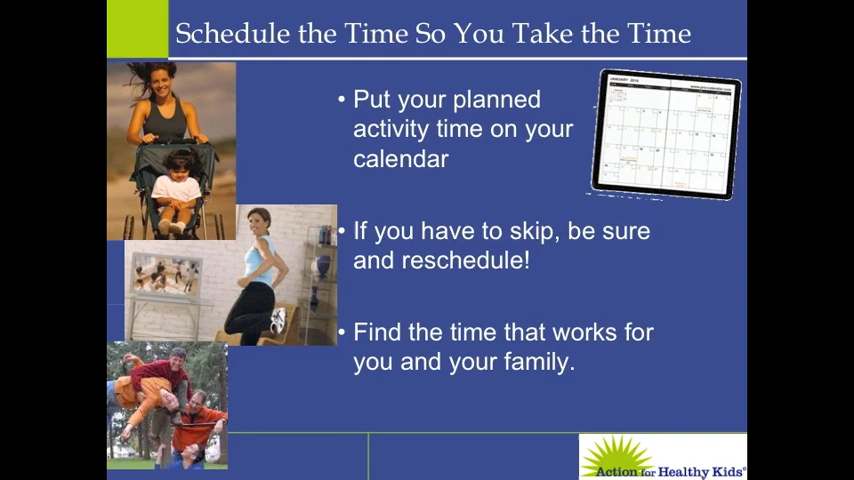 Schedule the Time So You Take the Time
• Put your planned
activity time on your
calendar
JANUARY 2010
• If you have to skip, be sure
and reschedule!
• Find the time that works for
you and your family.
Action for Healthy Kids®